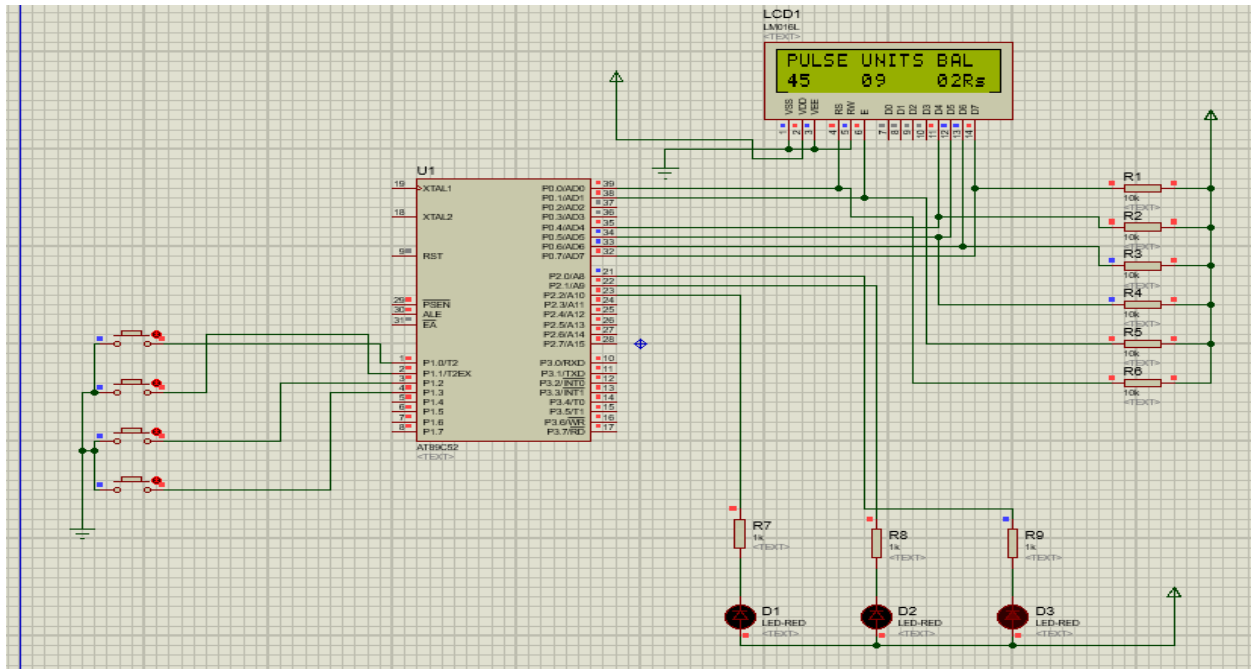 LCD1
LM016L
<TEXT>
PULSE UNITS BAL
45 09 02Rs
VSS VDD VEE RS RW E D0 D1 D2 D3 D4 D5 D6 D7
1 2 3 4 5 6 7 8 9 10 11 12 13 14
U1
19 XTAL1
18 XTAL2
9 RST
29 PSEN
30 ALE
31 EA
1 P1.0/T2
2 P1.1/T2EX
3 P1.2
4 P1.3
5 P1.4
6 P1.5
7 P1.6
8 P1.7
P0.0/AD0 39
P0.1/AD1 38
P0.2/AD2 37
P0.3/AD3 36
P0.4/AD4 35
P0.5/AD5 34
P0.6/AD6 33
P0.7/AD7 32
P2.0/A8 21
P2.1/A9 22
P2.2/A10 23
P2.3/A11 24
P2.4/A12 25
P2.5/A13 26
P2.6/A14 27
P2.7/A15 28
P3.0/RXD 10
P3.1/TXD 11
P3.2/INT0 12
P3.3/INT1 13
P3.4/T0 14
P3.5/T1 15
P3.6/WR 16
P3.7/RD 17
AT89C52
<TEXT>
R1
10k
<TEXT>
R2
10k
<TEXT>
R3
10k
<TEXT>
R4
10k
<TEXT>
R5
10k
<TEXT>
R6
10k
<TEXT>
R7
1k
<TEXT>
R8
1k
<TEXT>
R9
1k
<TEXT>
D1
LED-RED
<TEXT>
D2
LED-RED
<TEXT>
D3
LED-RED
<TEXT>